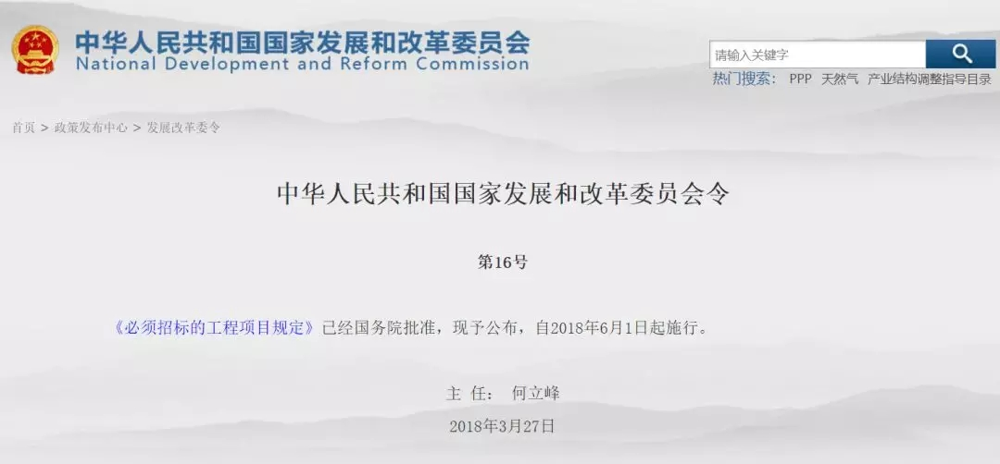 中华人民共和国国家发展和改革委员会
National Development and Reform Commission
请输入关键字
热门搜索： PPP 天然气 产业结构调整指导目录
首页 > 政策发布中心 > 发展改革委令
中华人民共和国国家发展和改革委员会令
第16号
《必须招标的工程项目规定》已经国务院批准，现予公布，自2018年6月1日起施行。
主 任： 何立峰
2018年3月27日